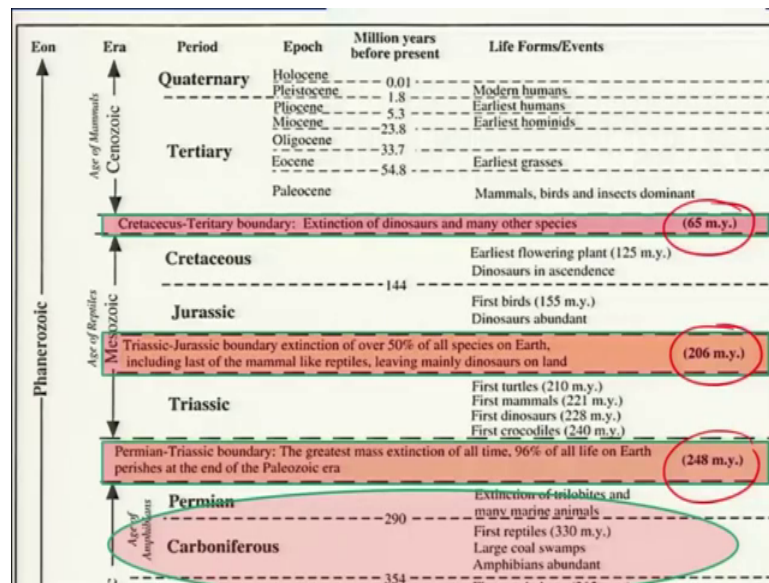 Eon Era Period Epoch Million years before present Life Forms/Events
Holocene
Quaternary 0.01
Pleistocene Modern humans
1.8
Pliocene Earliest humans
5.3
Miocene Earliest hominids
23.8
Oligocene
Tertiary 33.7
Eocene Earliest grasses
54.8
Paleocene Mammals, birds and insects dominant
Age of Mammals
Cenozoic
Cretacecus-Teritary boundary: Extinction of dinosaurs and many other species (65 m.y.)
Earliest flowering plant (125 m.y.)
Cretaceous
Dinosaurs in ascendence
144
First birds (155 m.y.)
Jurassic
Dinosaurs abundant
Age of Reptiles
Mesozoic
Phanerozoic
Triassic-Jurassic boundary extinction of over 50% of all species on Earth,
including last of the mammal like reptiles, leaving mainly dinosaurs on land (206 m.y.)
First turtles (210 m.y.)
Triassic First mammals (221 m.y.)
First dinosaurs (228 m.y.)
First crocodiles (240 m.y.)
Permian-Triassic boundary: The greatest mass extinction of all time, 96% of all life on Earth
perishes at the end of the Paleozoic era (248 m.y.)
Permian Extinction of trilobites and
many marine animals
290
Age of
Amphibians
First reptiles (330 m.y.)
Carboniferous Large coal swamps
Amphibians abundant
354